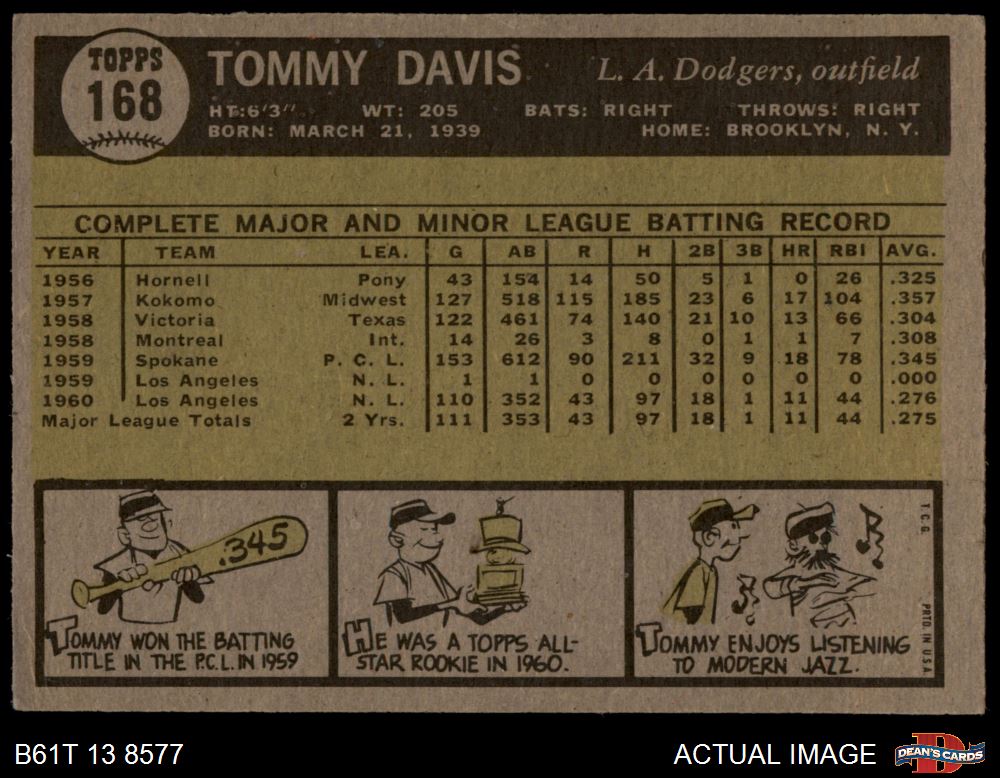 TOPPS
168
TOMMY DAVIS L. A. Dodgers, outfield
HT:6'3" WT: 205 BATS: RIGHT THROWS: RIGHT
BORN: MARCH 21, 1939 HOME: BROOKLYN, N. Y.
COMPLETE MAJOR AND MINOR LEAGUE BATTING RECORD
YEAR TEAM LEA. G AB R H 2B 3B HR RBI AVG.
1956 Hornell Pony 43 154 14 50 5 1 0 26 .325
1957 Kokomo Midwest 127 518 115 185 23 6 17 104 .357
1958 Victoria Texas 122 461 74 140 21 10 13 66 .304
1958 Montreal Int. 14 26 3 8 0 1 1 7 .308
1959 Spokane P. C. L. 153 612 90 211 32 9 18 78 .345
1959 Los Angeles N. L. 1 1 0 0 0 0 0 0 .000
1960 Los Angeles N. L. 110 352 43 97 18 1 11 44 .276
Major League Totals 2 Yrs. 111 353 43 97 18 1 11 44 .275
.345
TOMMY WON THE BATTING
TITLE IN THE P.C.L. IN 1959
HE WAS A TOPPS ALL-
STAR ROOKIE IN 1960.
TOMMY ENJOYS LISTENING
TO MODERN JAZZ.
T.C.G.
PRTD IN U.S.A.
B61T 13 8577
ACTUAL IMAGE
DEAN'S CARDS